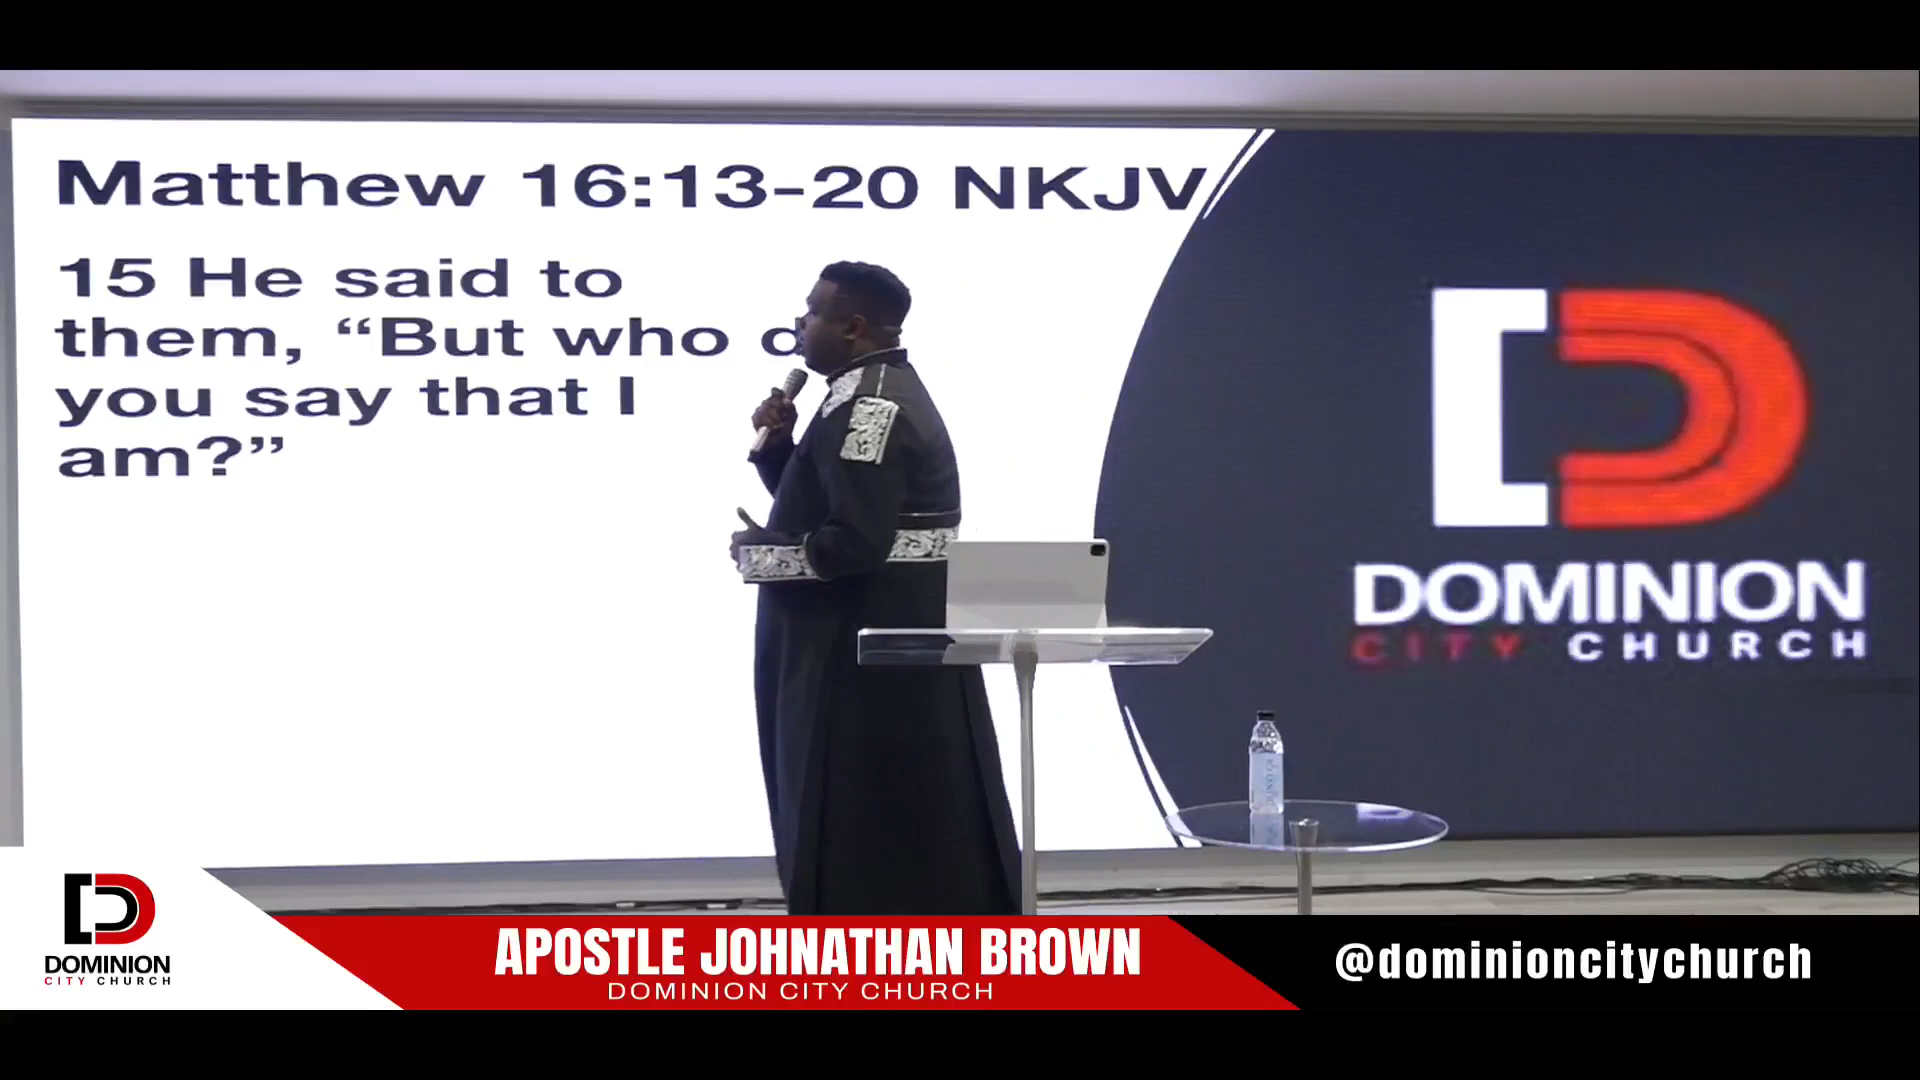 Matthew 16:13-20 NKJV
15 He said to
them, “But who
you say that I
am?”
DOMINION
CITY CHURCH
DOMINION
CITY CHURCH
APOSTLE JOHNATHAN BROWN
DOMINION CITY CHURCH
@dominioncitychurch